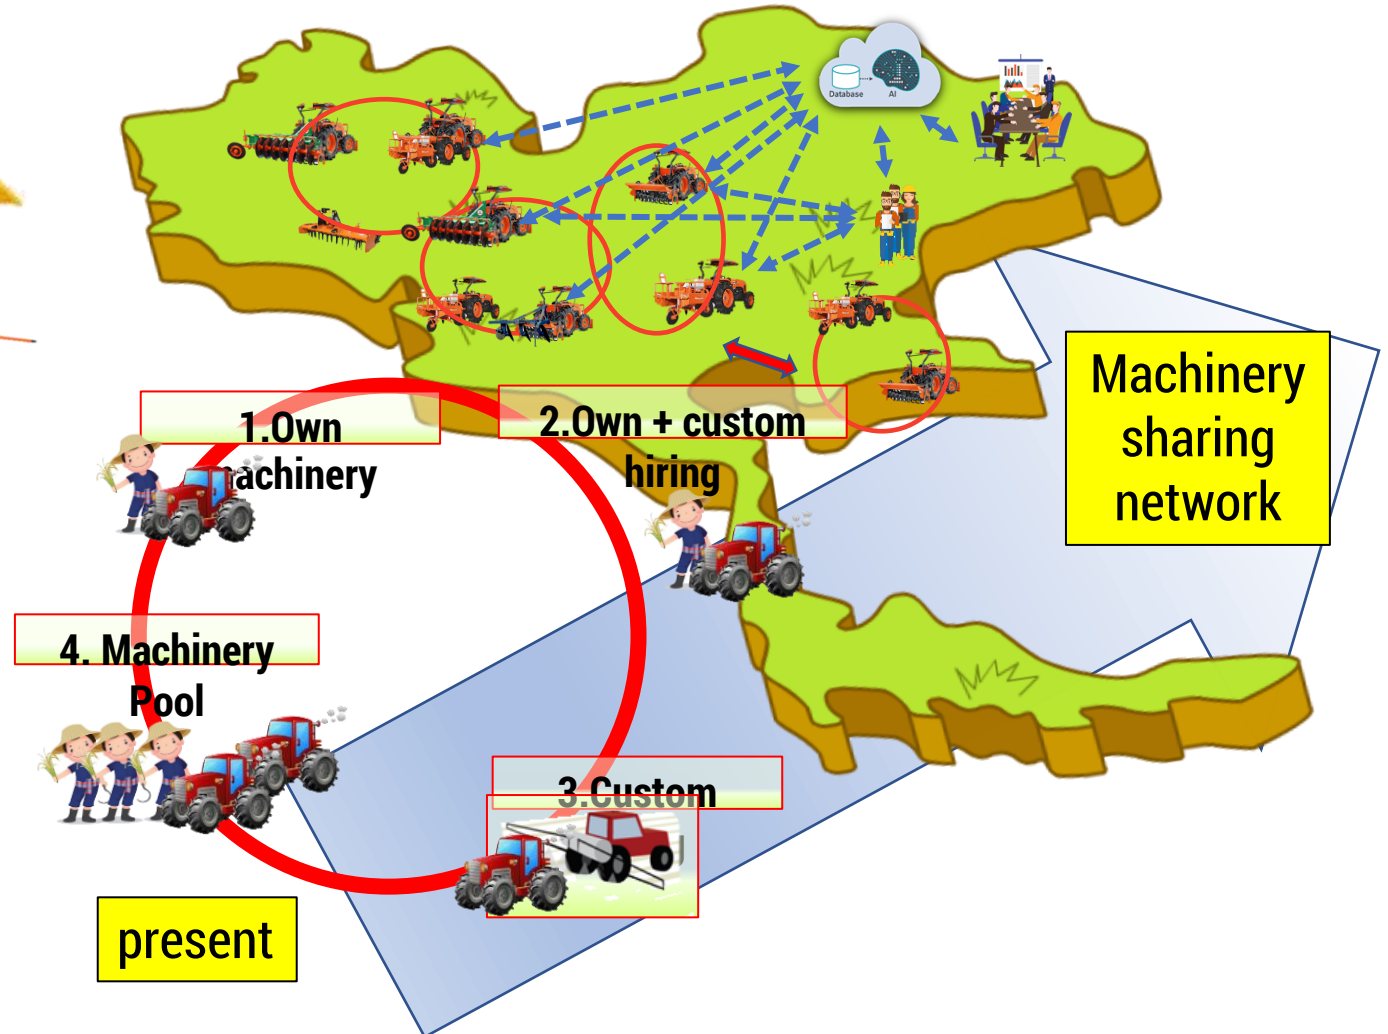 Database
AI
Machinery
sharing
network
1.Own
achinery
2.Own + custom
hiring
4. Machinery
Pool
3.Custom
present